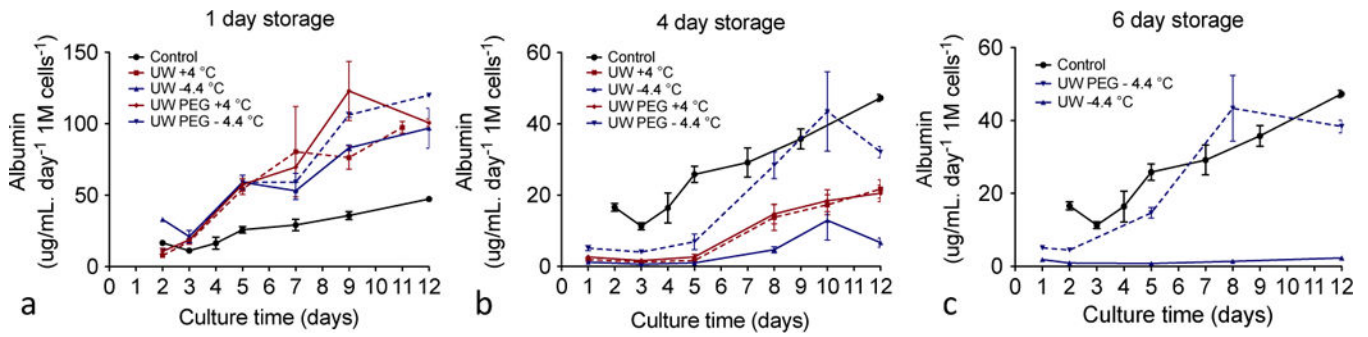 1 day storage
150
100
50
0
Albumin
(ug/mL. day-1 1M cells-1)
Control
UW +4 °C
UW -4.4 °C
UW PEG +4 °C
UW PEG - 4.4 °C
0 1 2 3 4 5 6 7 8 9 10 11 12
Culture time (days)
a
4 day storage
60
40
20
0
Albumin
(ug/mL. day-1 1M cells-1)
Control
UW +4 °C
UW -4.4 °C
UW PEG +4 °C
UW PEG - 4.4 °C
0 1 2 3 4 5 6 7 8 9 10 11 12
Culture time (days)
b
6 day storage
60
40
20
0
Albumin
(ug/mL. day-1 1M cells-1)
Control
UW PEG - 4.4 °C
UW -4.4 °C
0 1 2 3 4 5 6 7 8 9 10 11 12
Culture time (days)
c